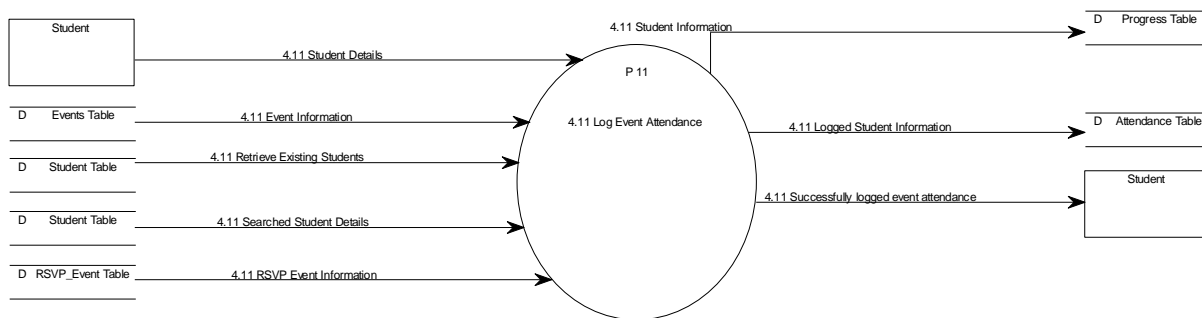 Student
4.11 Student Details
D Events Table
4.11 Event Information
D Student Table
4.11 Retrieve Existing Students
D Student Table
4.11 Searched Student Details
D RSVP_Event Table
4.11 RSVP Event Information
P 11
4.11 Log Event Attendance
4.11 Student Information
D Progress Table
4.11 Logged Student Information
D Attendance Table
4.11 Successfully logged event attendance
Student